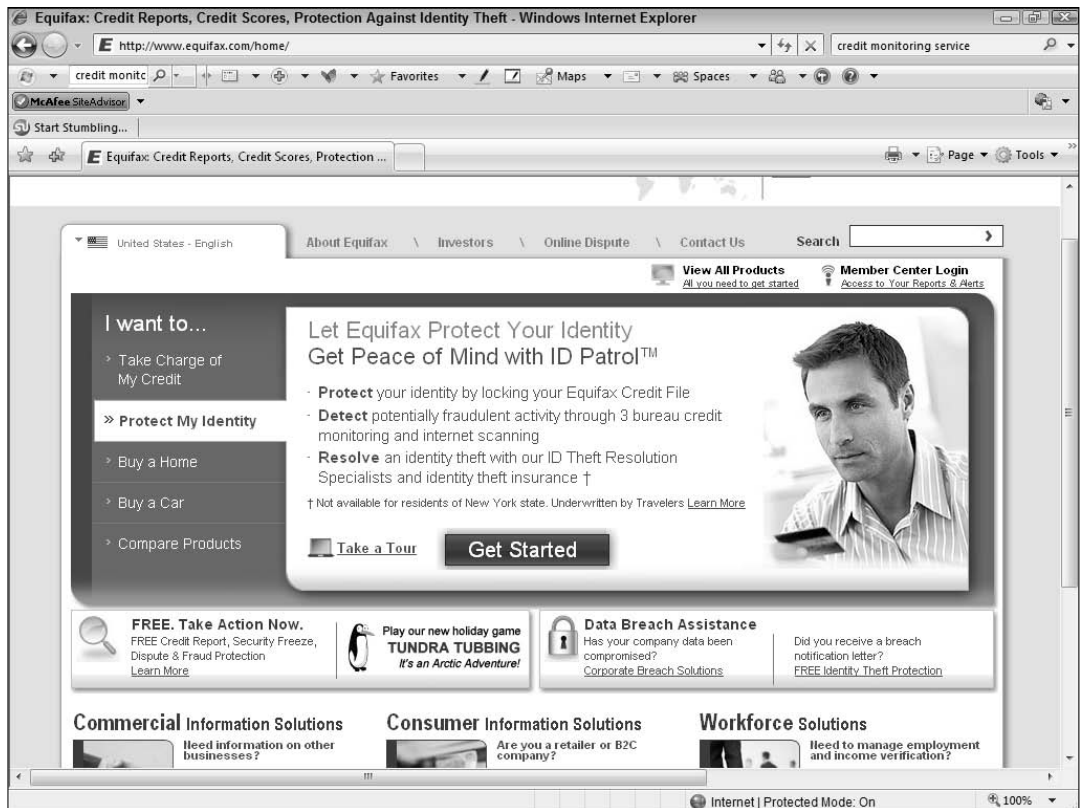 Equifax: Credit Reports, Credit Scores, Protection Against Identity Theft - Windows Internet Explorer
E http://www.equifax.com/home/
credit monitoring service
credit monitc
Favorites
Maps
Spaces
McAfee SiteAdvisor
Start Stumbling...
E Equifax: Credit Reports, Credit Scores, Protection ...
Page
Tools
United States - English
About Equifax \ Investors \ Online Dispute \ Contact Us
Search
View All Products
All you need to get started
Member Center Login
Access to Your Reports & Alerts
I want to...
Take Charge of
My Credit
» Protect My Identity
Buy a Home
Buy a Car
Compare Products
Let Equifax Protect Your Identity
Get Peace of Mind with ID Patrol™
· Protect your identity by locking your Equifax Credit File
· Detect potentially fraudulent activity through 3 bureau credit
monitoring and internet scanning
· Resolve an identity theft with our ID Theft Resolution
Specialists and identity theft insurance †
† Not available for residents of New York state. Underwritten by Travelers Learn More
Take a Tour
Get Started
FREE. Take Action Now.
FREE Credit Report, Security Freeze,
Dispute & Fraud Protection
Learn More
Play our new holiday game
TUNDRA TUBBING
It's an Arctic Adventure!
Data Breach Assistance
Has your company data been
compromised?
Corporate Breach Solutions
Did you receive a breach
notification letter?
FREE Identity Theft Protection
Commercial Information Solutions
Need information on other
businesses?
Consumer Information Solutions
Are you a retailer or B2C
company?
Workforce Solutions
Need to manage employment
and income verification?
Internet | Protected Mode: On
100%